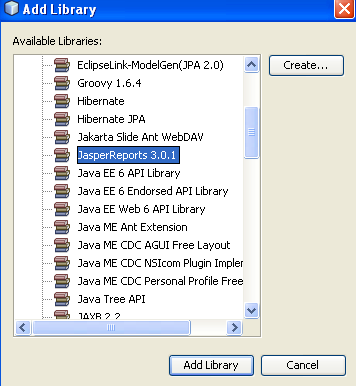 Add Library
Available Libraries:
EclipseLink-ModelGen(JPA 2.0)
Create...
Groovy 1.6.4
Hibernate
Hibernate JPA
Jakarta Slide Ant WebDAV
JasperReports 3.0.1
Java EE 6 API Library
Java EE 6 Endorsed API Library
Java EE Web 6 API Library
Java ME Ant Extension
Java ME CDC AGUI Free Layout
Java ME CDC NSIcom Plugin Impler
Java ME CDC Personal Profile Free
Java Tree API
JAXB 2.2
Add Library
Cancel